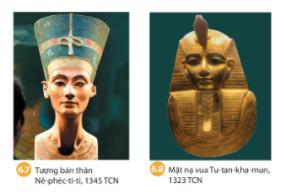 6.7 Tượng bán thân
Nê-phéc-ti-ti, 1345 TCN
6.8 Mặt nạ vua Tu-tan-kha-mun,
1323 TCN